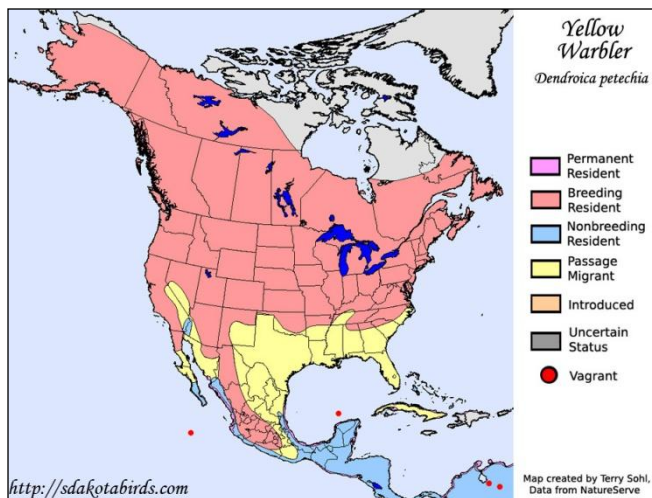 Yellow
Warbler
Dendroica petechia
Permanent
Resident
Breeding
Resident
Nonbreeding
Resident
Passage
Migrant
Introduced
Uncertain
Status
Vagrant
http://sdakotabirds.com
Map created by Terry Sohl,
Data from NatureServe